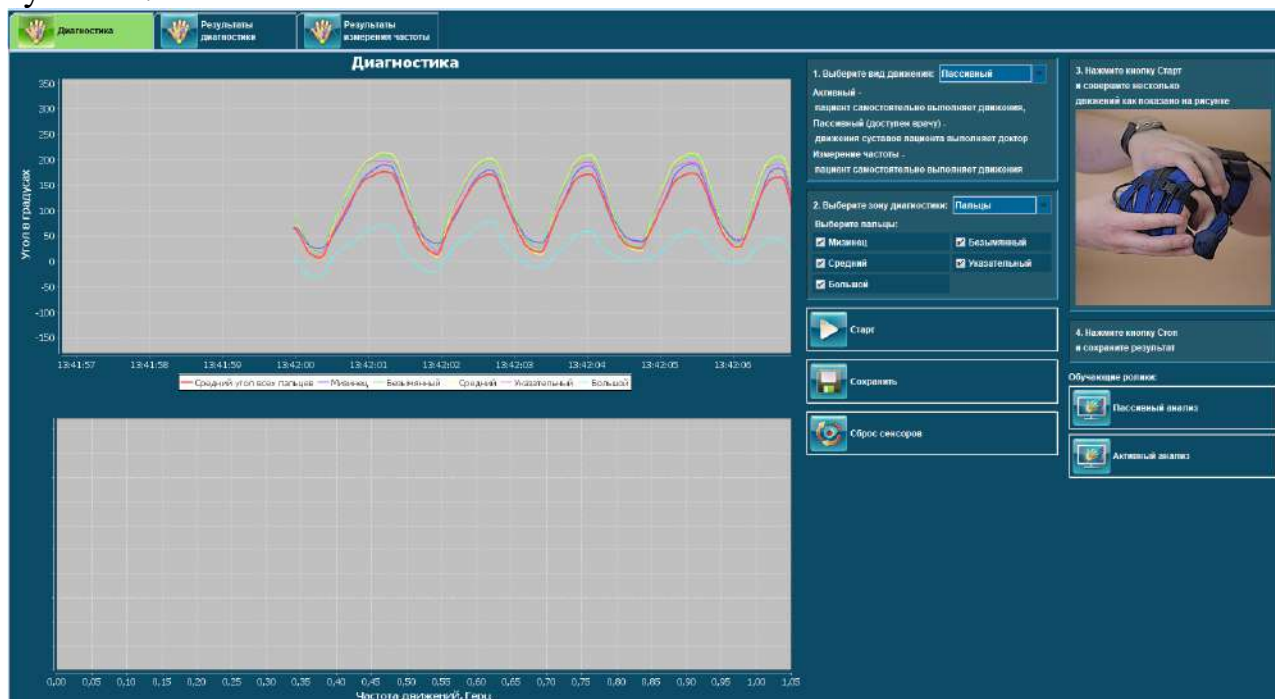 Диагностика
Результаты
диагностики
Результаты
измерения частоты
Диагностика
Угол в градусах
350
300
250
200
150
100
50
0
-50
-100
-150
13:41:57 13:41:58 13:41:59 13:42:00 13:42:01 13:42:02 13:42:03 13:42:04 13:42:05 13:42:06
Средний угол всех пальцев Мизинец Безымянный Средний Указательный Большой
0,00 0,05 0,10 0,15 0,20 0,25 0,30 0,35 0,40 0,45 0,50 0,55 0,60 0,65 0,70 0,75 0,80 0,85 0,90 0,95 1,00 1,05
Частота движений, Герц
1. Выберите вид движения: Пассивный
Активный -
пациент самостоятельно выполняет движения,
Пассивный (доступен врачу) -
движения суставов пациента выполняет доктор
Измерение частоты -
пациент самостоятельно выполняет движения
2. Выберите зону диагностики: Пальцы
Выберите пальцы:
Мизинец Безымянный
Средний Указательный
Большой
Старт
Сохранить
Сброс сенсоров
3. Нажмите кнопку Старт
и совершите несколько
движений как показано на рисунке
4. Нажмите кнопку Стоп
и сохраните результат
Обучающие ролики:
Пассивный анализ
Активный анализ